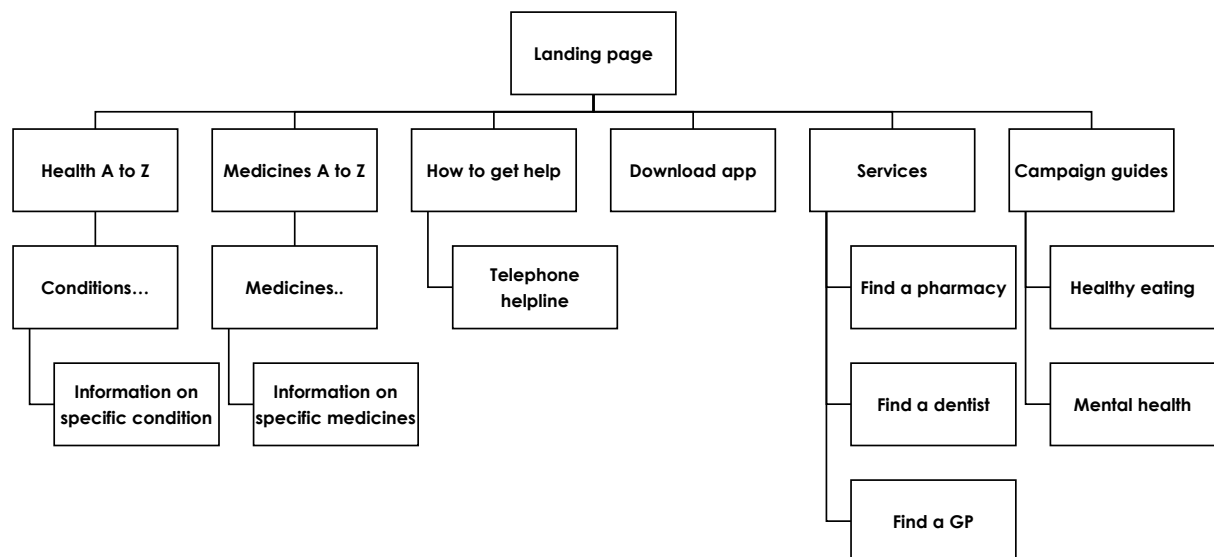 Landing page
Health A to Z
Medicines A to Z
How to get help
Download app
Services
Campaign guides
Conditions…
Medicines..
Telephone
helpline
Find a pharmacy
Healthy eating
Information on
specific condition
Information on
specific medicines
Find a dentist
Mental health
Find a GP